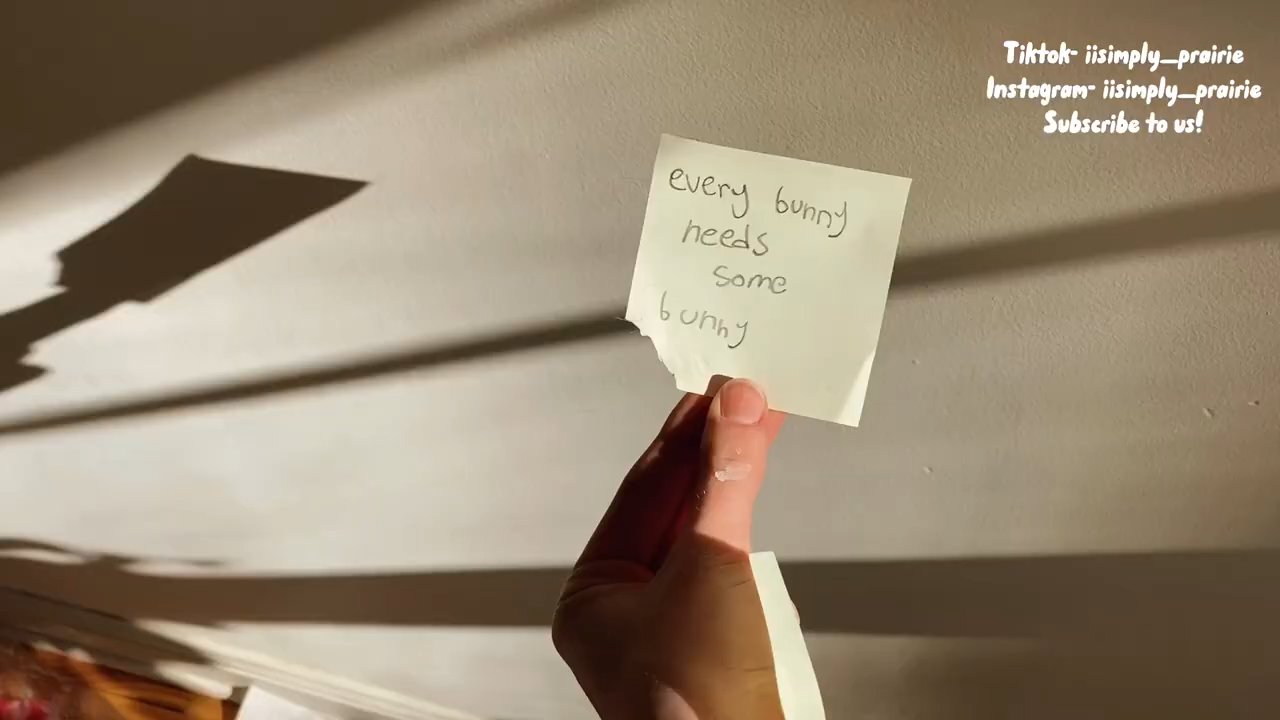 Tiktok- iisimply_prairie
Instagram- iisimply_prairie
Subscribe to us!
every bunny
needs
some
bunny